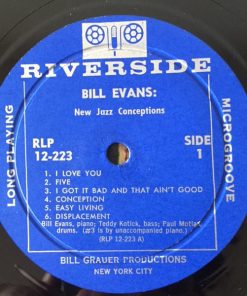 RIVERSIDE
BILL EVANS:
New Jazz Conceptions
LONG PLAYING
MICROGROOVE
RLP
12-223
SIDE
1
1. I LOVE YOU
2. FIVE
3. I GOT IT BAD AND THAT AIN'T GOOD
4. CONCEPTION
5. EASY LIVING
6. DISPLACEMENT
Bill Evans, piano; Teddy Kotick, bass; Paul Motian,
drums. (#3 is by unaccompanied piano.)
(RLP 12-223 A)
BILL GRAUER PRODUCTIONS
NEW YORK CITY